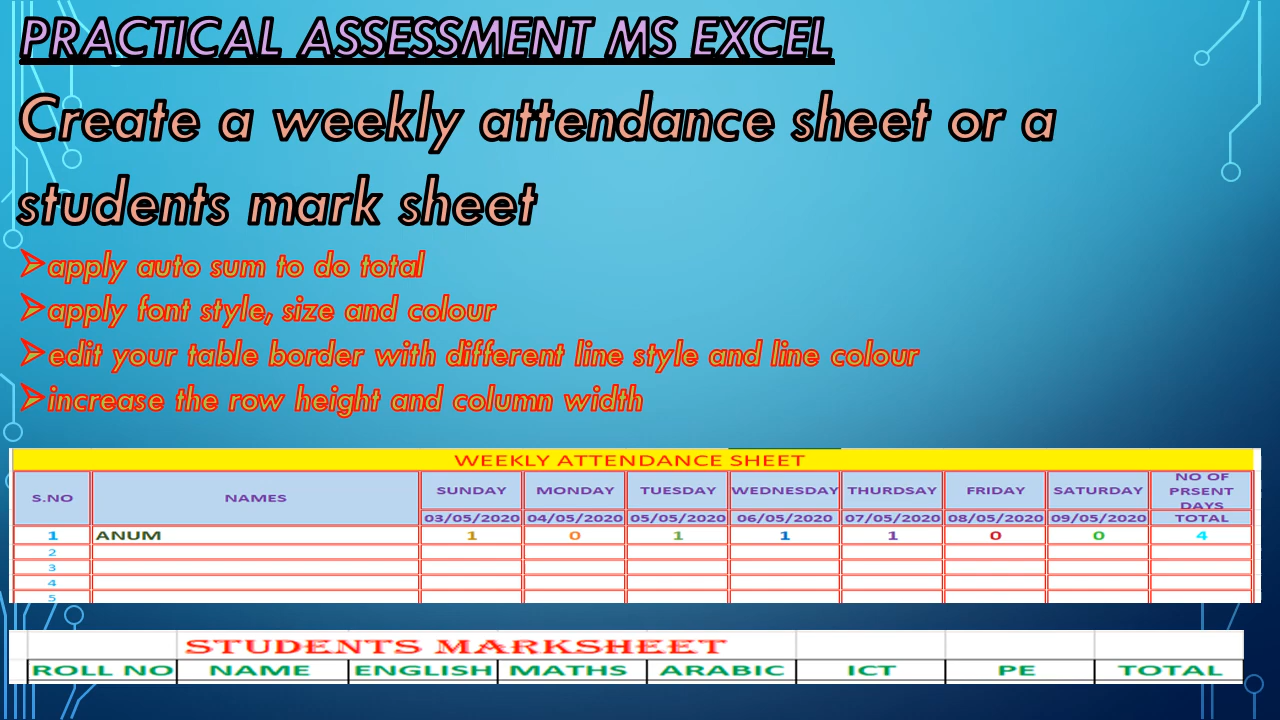 PRACTICAL ASSESSMENT MS EXCEL
Create a weekly attendance sheet or a
students mark sheet
apply auto sum to do total
apply font style, size and colour
edit your table border with different line style and line colour
increase the row height and column width
WEEKLY ATTENDANCE SHEET
S.NO NAMES SUNDAY MONDAY TUESDAY WEDNESDAY THURDSAY FRIDAY SATURDAY NO OF PRSENT DAYS
03/05/2020 04/05/2020 05/05/2020 06/05/2020 07/05/2020 08/05/2020 09/05/2020 TOTAL
1 ANUM 1 0 1 1 1 0 0 4
2
3
4
5
STUDENTS MARKSHEET
ROLL NO NAME ENGLISH MATHS ARABIC ICT PE TOTAL